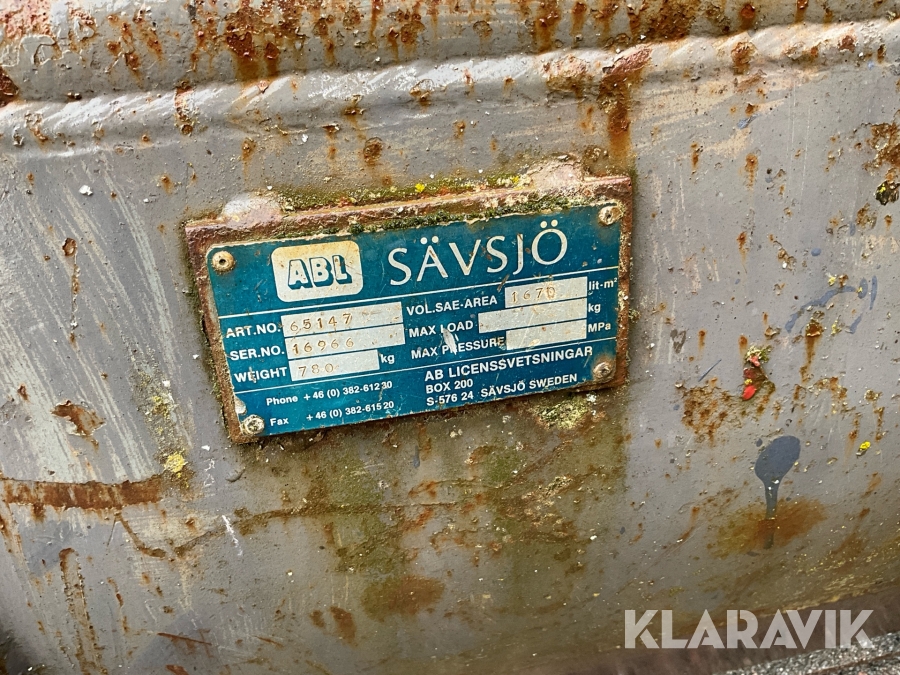 KLARAVIK
ABL SÄVSJÖ
ART.NO. 65147 VOL.SAE-AREA 1670 lit-m²
SER.NO. 16966 MAX LOAD kg
WEIGHT 780 kg MAX PRESSURE MPa
Phone +46 (0) 382-61230
Fax +46 (0) 382-61520
AB LICENSSVETSNINGAR
BOX 200
S-576 24 SÄVSJÖ SWEDEN
KLARAVIK